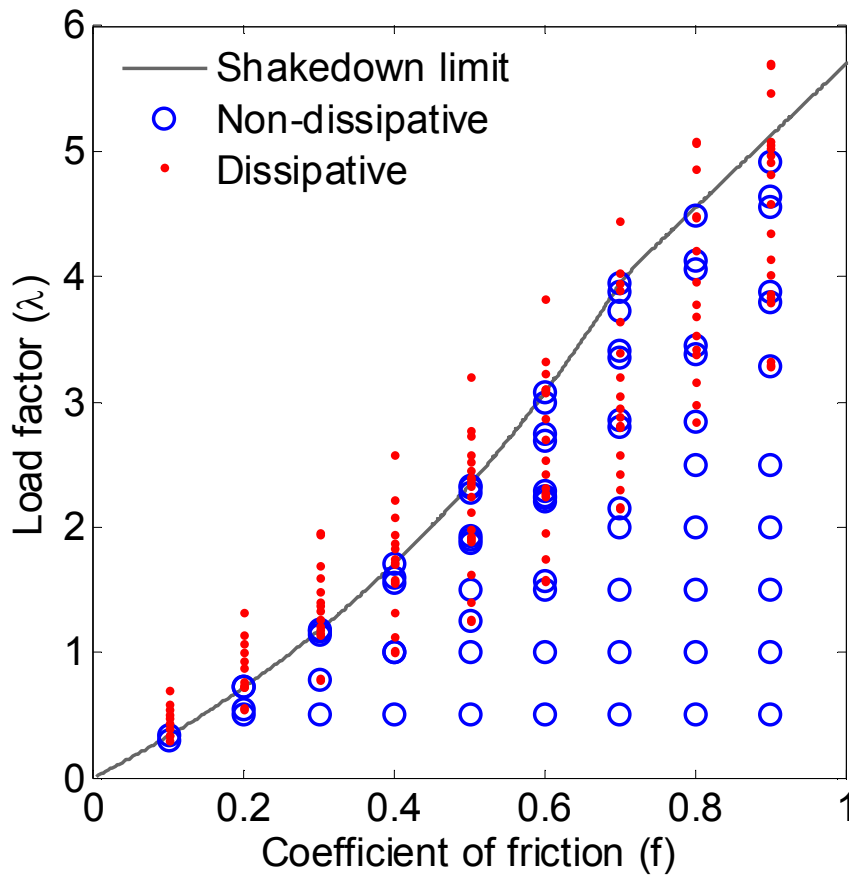 Shakedown limit
Non-dissipative
Dissipative
Load factor (λ)
6
5
4
3
2
1
0
0 0.2 0.4 0.6 0.8 1
Coefficient of friction (f)